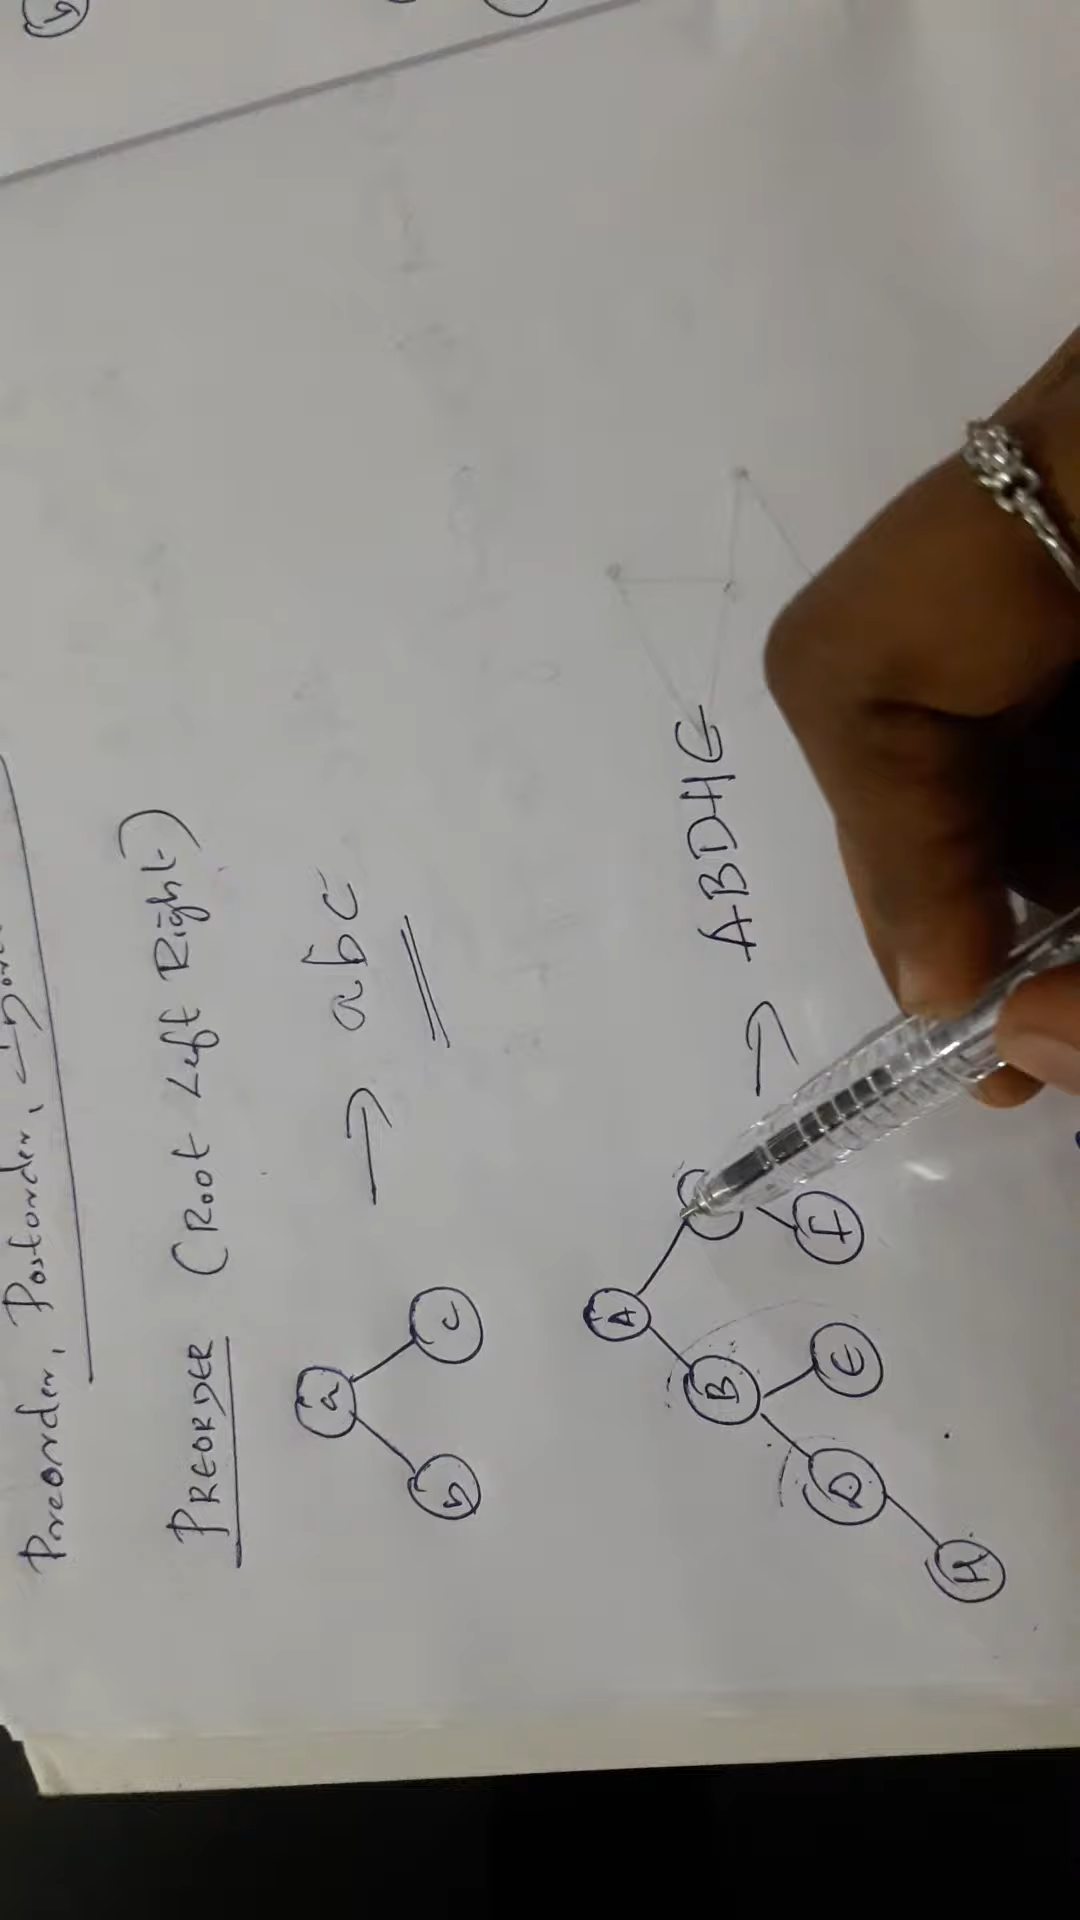 Preorder, Postorder,
PREORDER (Root Left Right)
a
b c
→ abc
A
B
D E F
H
→ ABDHE